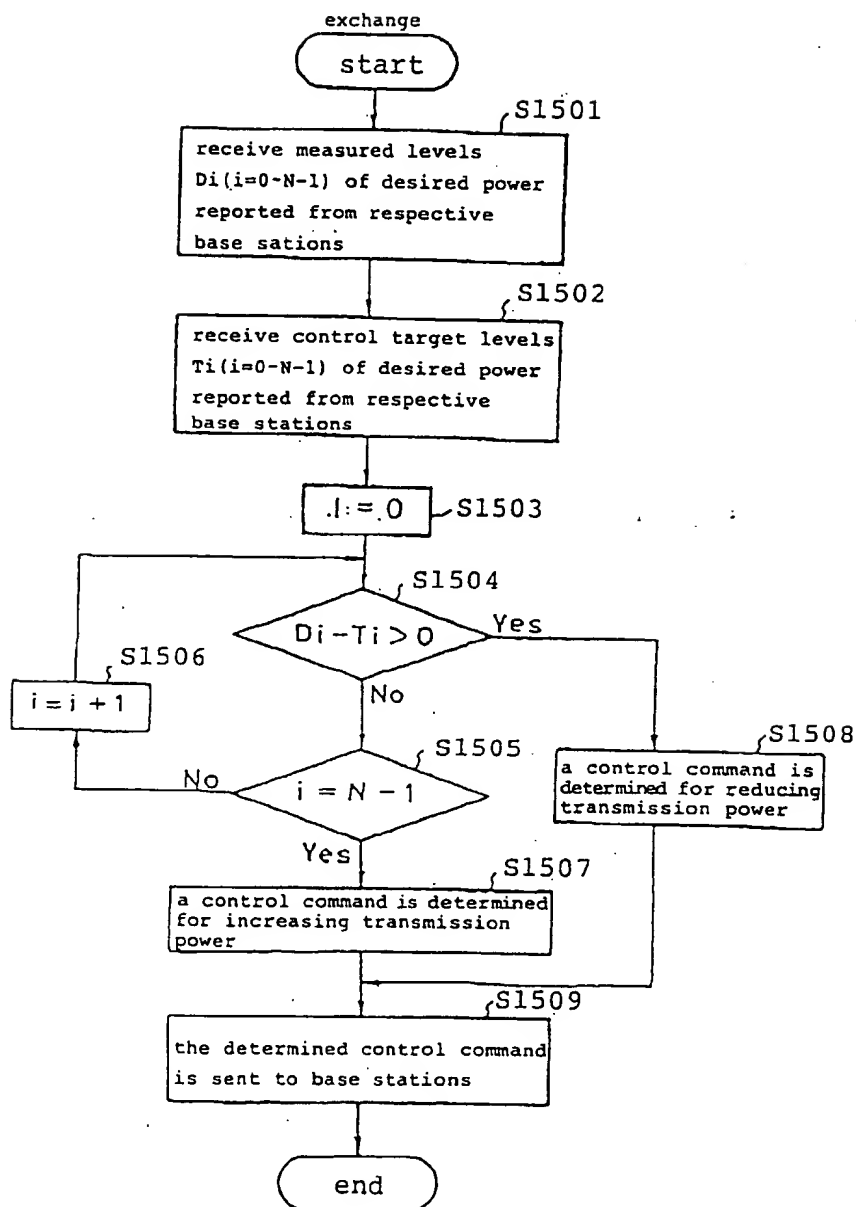 exchange
start
S1501
receive measured levels
Di(i=0-N-1) of desired power
reported from respective
base sations
S1502
receive control target levels
Ti(i=0-N-1) of desired power
reported from respective
base stations
.I:=.0
S1503
S1504
Di-Ti>0
Yes
S1506
i=i+1
No
S1508
S1505
a control command is
determined for reducing
transmission power
No
i=N-1
Yes
S1507
a control command is determined
for increasing transmission
power
S1509
the determined control command
is sent to base stations
end